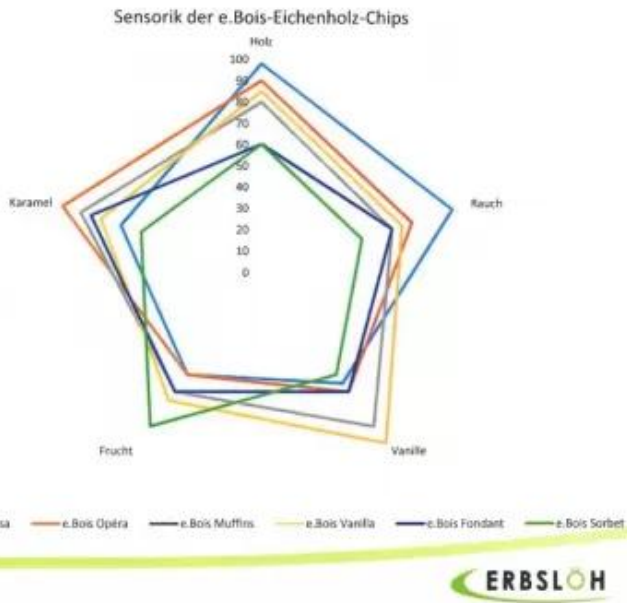 Sensorik der e.Bois-Eichenholz-Chips
Holz
100
90
80
70
60
50
40
30
20
10
0
Karamel
Rauch
Frucht
Vanille
sa e.Bois Opéra e.Bois Muffins e.Bois Vanilla e.Bois Fondant e.Bois Sorbet
ERBSLÖH